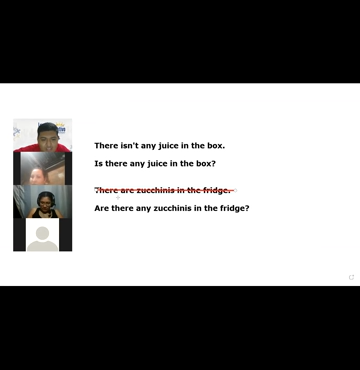 There isn't any juice in the box.
Is there any juice in the box?
There are zucchinis in the fridge.
Are there any zucchinis in the fridge?